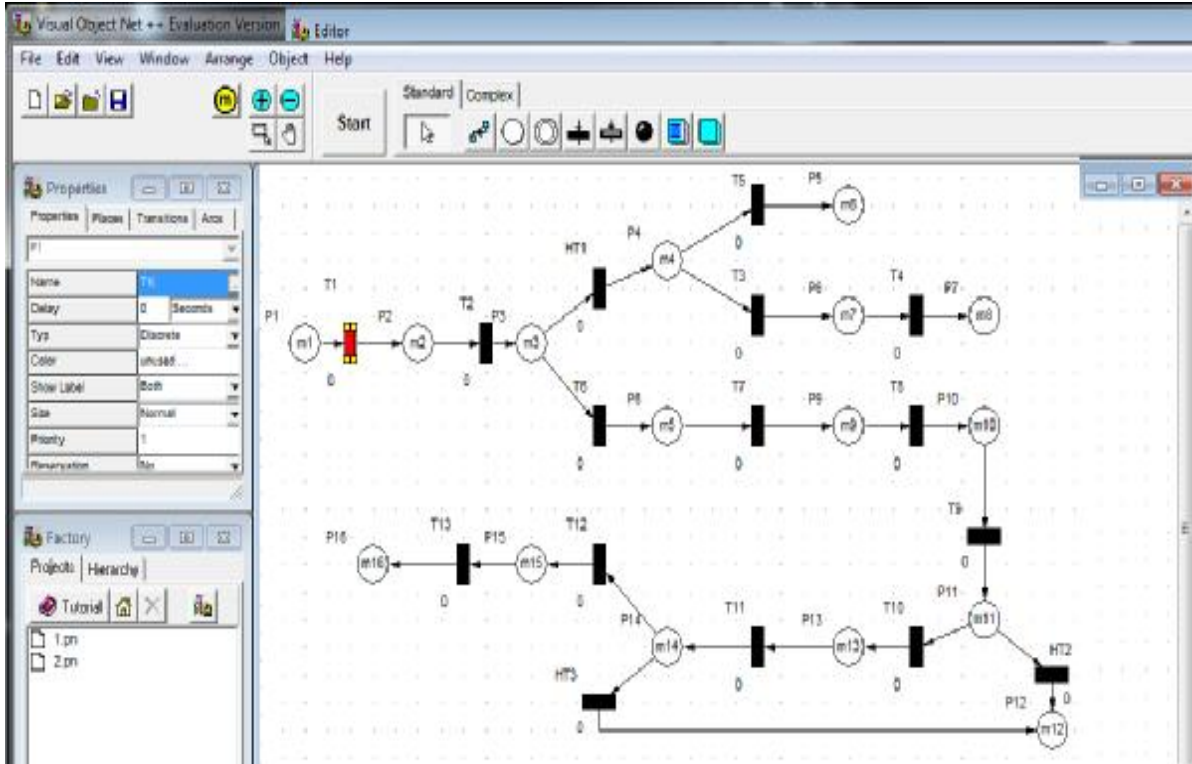 Visual Object Net ++ Evaluation Version
Editor
File Edit View Window Arrange Object Help
Start
Standard Complex
Properties
Properties Places Transitions Arcs
P1
Name
Delay 0 Seconds
Typ Discrete
Color unused ...
Show Label Both
Size Normal
Priority 1
Reservation No
Factory
Projects Hierarchy
Tutorial
1.pn
2.pn
T5 P5
m6
0
HT1 P4
m4
T1 T3 P6 T4 P7
0
P1 P2 T2 P3 m7 m8
m1 m2 m3
0 0 0 0
T6 P8 T7 P9 T8 P10
m5 m9 m10
0 0 0
T9
P16 T13 P15 T12
m16 m15 0
0 0 P11
P14 T11 P13 T10 m11
m14 m13 HT2
HT3 0 0
P12 0
0 m12